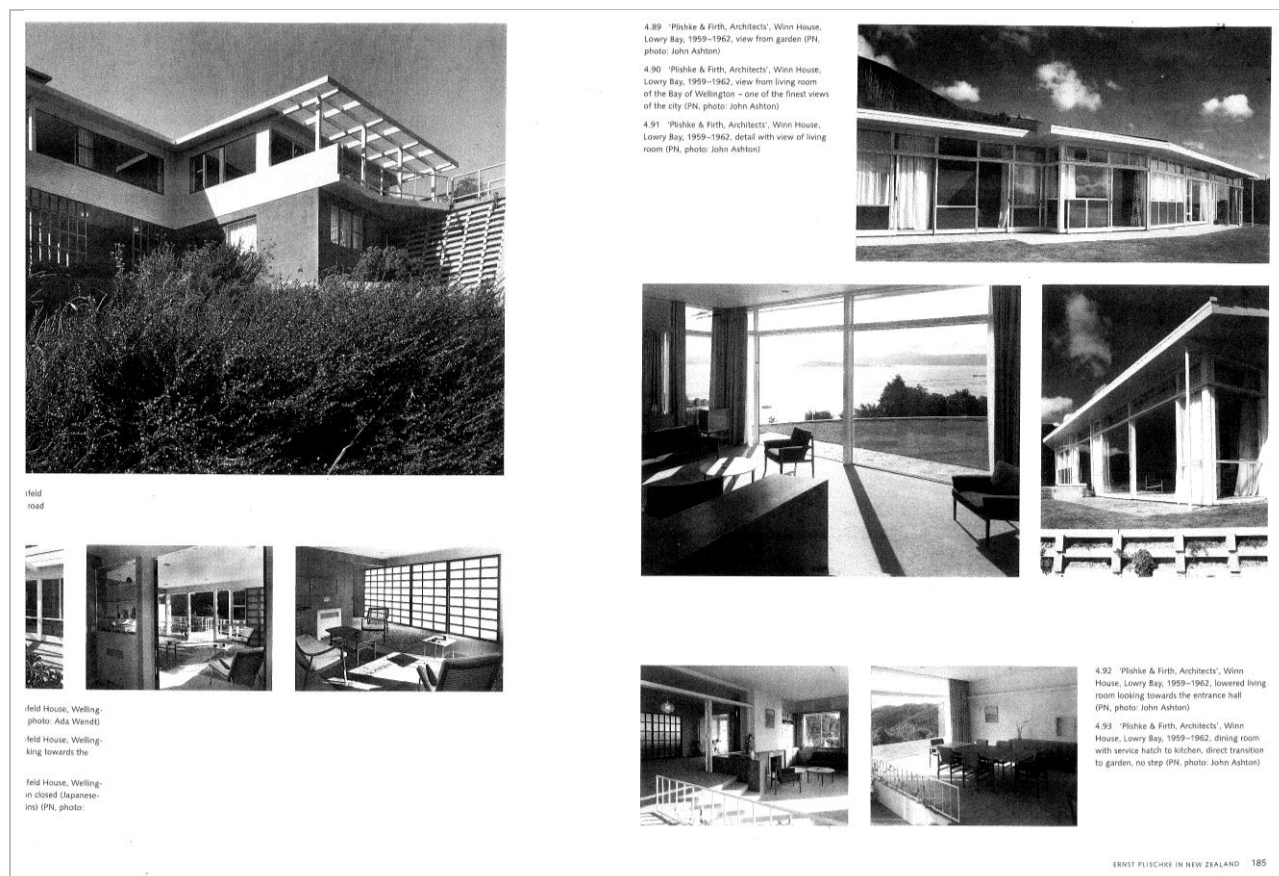 feld
road
feld House, Welling-
photo: Ada Wendt)
feld House, Welling-
king towards the
feld House, Welling-
n closed (Japanese-
ins) (PN, photo:
4.89 'Plishke & Firth, Architects', Winn House,
Lowry Bay, 1959–1962, view from garden (PN,
photo: John Ashton)
4.90 'Plishke & Firth, Architects', Winn House,
Lowry Bay, 1959–1962, view from living room
of the Bay of Wellington – one of the finest views
of the city (PN, photo: John Ashton)
4.91 'Plishke & Firth, Architects', Winn House,
Lowry Bay, 1959–1962, detail with view of living
room (PN, photo: John Ashton)
4.92 'Plishke & Firth, Architects', Winn
House, Lowry Bay, 1959–1962, lowered living
room looking towards the entrance hall
(PN, photo: John Ashton)
4.93 'Plishke & Firth, Architects', Winn
House, Lowry Bay, 1959–1962, dining room
with service hatch to kitchen, direct transition
to garden, no step (PN, photo: John Ashton)
ERNST PLISCHKE IN NEW ZEALAND 185